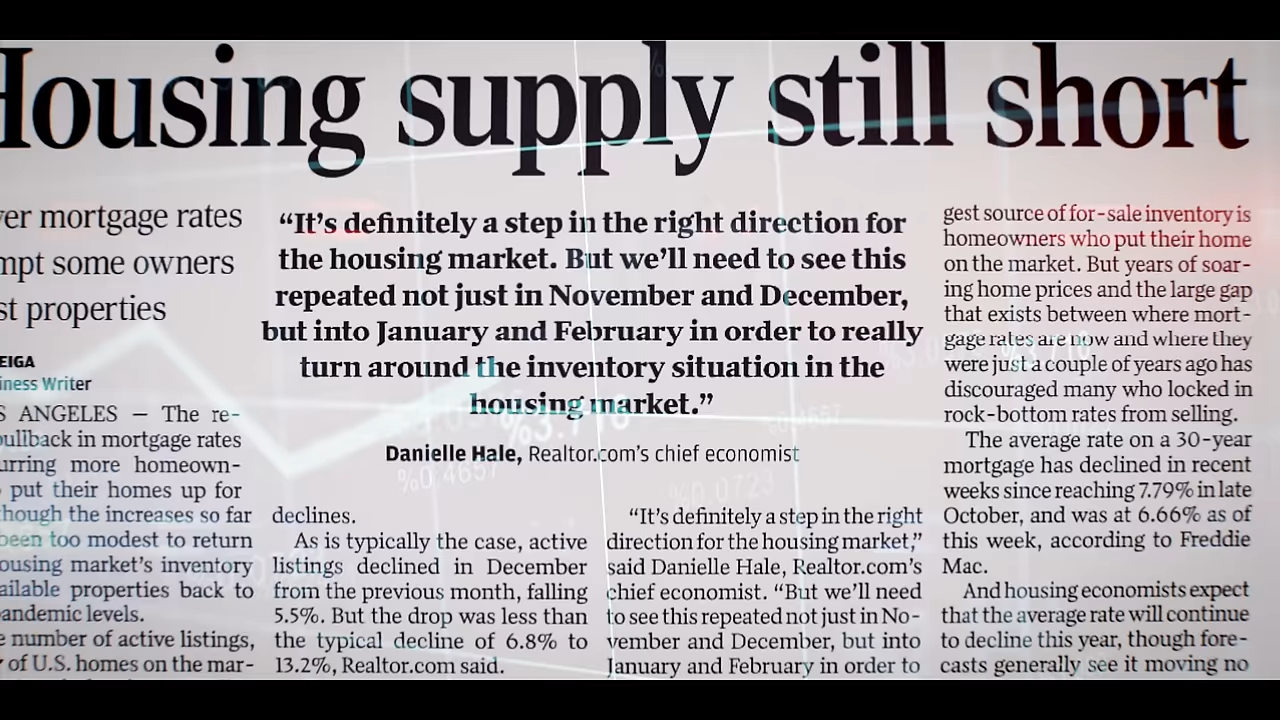 Housing supply still short
ver mortgage rates
mpt some owners
st properties
EIGA
iness Writer
S ANGELES — The re-
pullback in mortgage rates
urring more homeown-
put their homes up for
though the increases so far
been too modest to return
ousing market's inventory
ailable properties back to
andemic levels.
e number of active listings,
of U.S. homes on the mar-
“It’s definitely a step in the right direction for
the housing market. But we’ll need to see this
repeated not just in November and December,
but into January and February in order to really
turn around the inventory situation in the
housing market.”
Danielle Hale, Realtor.com’s chief economist
declines.
As is typically the case, active
listings declined in December
from the previous month, falling
5.5%. But the drop was less than
the typical decline of 6.8% to
13.2%, Realtor.com said.
“It’s definitely a step in the right
direction for the housing market,”
said Danielle Hale, Realtor.com’s
chief economist. “But we’ll need
to see this repeated not just in No-
vember and December, but into
January and February in order to
gest source of for-sale inventory is
homeowners who put their home
on the market. But years of soar-
ing home prices and the large gap
that exists between where mort-
gage rates are now and where they
were just a couple of years ago has
discouraged many who locked in
rock-bottom rates from selling.
The average rate on a 30-year
mortgage has declined in recent
weeks since reaching 7.79% in late
October, and was at 6.66% as of
this week, according to Freddie
Mac.
And housing economists expect
that the average rate will continue
to decline this year, though fore-
casts generally see it moving no
%0.4657
%0.0723